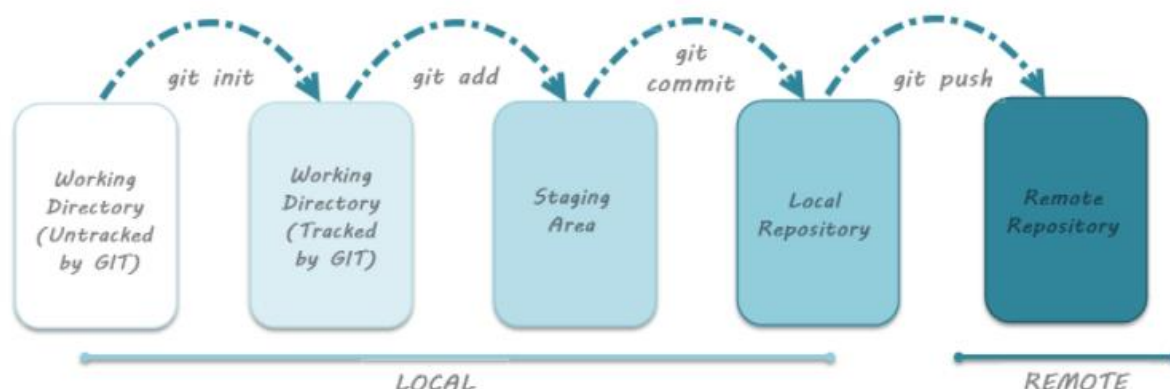 git init
git add
git
commit
git push
Working
Directory
(Untracked
by GIT)
Working
Directory
(Tracked
by GIT)
Staging
Area
Local
Repository
Remote
Repository
LOCAL
REMOTE